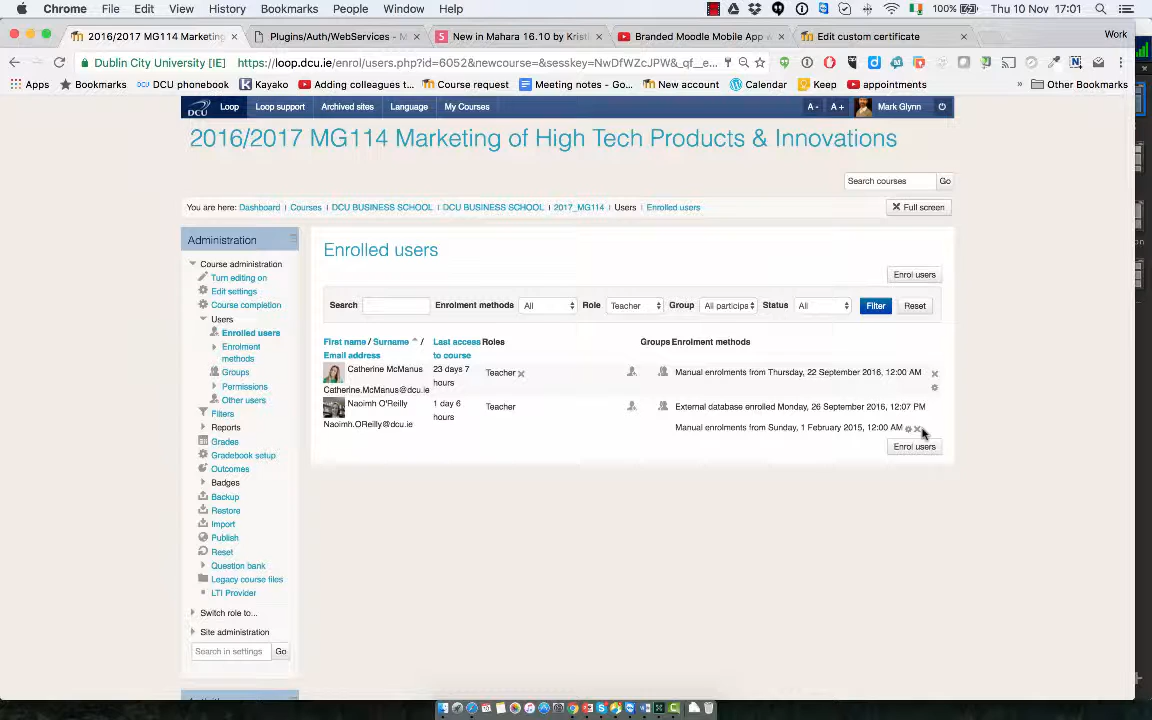 Chrome File Edit View History Bookmarks People Window Help 100% Thu 10 Nov 17:01
2016/2017 MG114 Marketing Plugins/Auth/WebServices - M New in Mahara 16.10 by Kristi Branded Moodle Mobile App w Edit custom certificate Work
Dublin City University [IE] https://loop.dcu.ie/enrol/users.php?id=6052&newcourse=&sesskey=NwDfWZcJPW&_qf__e...
Apps Bookmarks DCU phonebook Kayako Adding colleagues t... Course request Meeting notes - Go... New account Calendar Keep appointments » Other Bookmarks
DCU Loop Loop support Archived sites Language My Courses A - A + Mark Glynn
2016/2017 MG114 Marketing of High Tech Products & Innovations
Search courses Go
You are here: Dashboard Courses DCU BUSINESS SCHOOL DCU BUSINESS SCHOOL 2017_MG114 Users Enrolled users Full screen
Administration
Course administration
Turn editing on
Edit settings
Course completion
Users
Enrolled users
Enrolment
methods
Groups
Permissions
Other users
Filters
Reports
Grades
Gradebook setup
Outcomes
Badges
Backup
Restore
Import
Publish
Reset
Question bank
Legacy course files
LTI Provider
Switch role to...
Site administration
Search in settings Go
Enrolled users
Enrol users
Search Enrolment methods All Role Teacher Group All participa Status All Filter Reset
First name / Surname / Last access Roles Groups Enrolment methods
Email address to course
Catherine McManus 23 days 7 Teacher Manual enrolments from Thursday, 22 September 2016, 12:00 AM
hours
Catherine.McManus@dcu.ie
Naoimh O'Reilly 1 day 6 Teacher External database enrolled Monday, 26 September 2016, 12:07 PM
hours
Naoimh.OReilly@dcu.ie Manual enrolments from Sunday, 1 February 2015, 12:00 AM
Enrol users